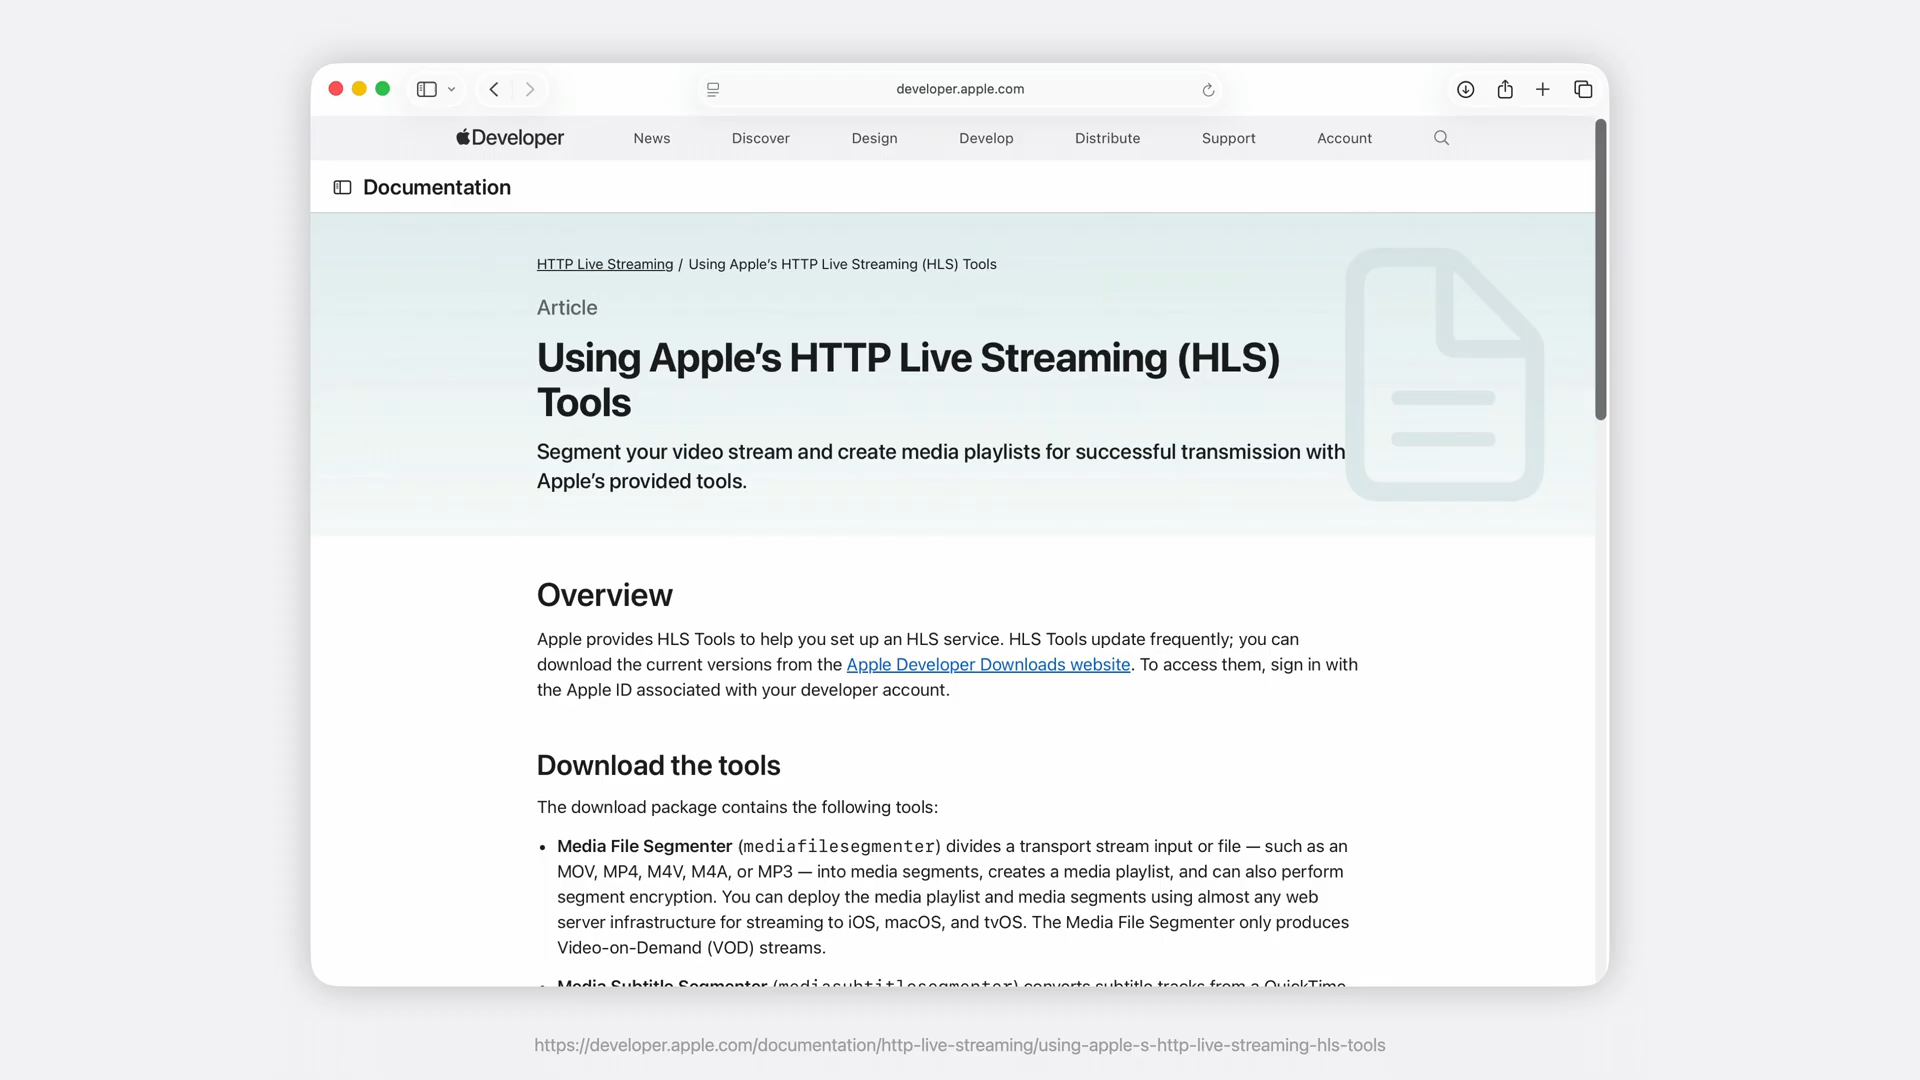 developer.apple.com
Developer
News
Discover
Design
Develop
Distribute
Support
Account
Documentation
HTTP Live Streaming / Using Apple’s HTTP Live Streaming (HLS) Tools
Article
Using Apple’s HTTP Live Streaming (HLS)
Tools
Segment your video stream and create media playlists for successful transmission with
Apple’s provided tools.
Overview
Apple provides HLS Tools to help you set up an HLS service. HLS Tools update frequently; you can
download the current versions from the Apple Developer Downloads website. To access them, sign in with
the Apple ID associated with your developer account.
Download the tools
The download package contains the following tools:
• Media File Segmenter (mediafilesegmenter) divides a transport stream input or file — such as an
MOV, MP4, M4V, M4A, or MP3 — into media segments, creates a media playlist, and can also perform
segment encryption. You can deploy the media playlist and media segments using almost any web
server infrastructure for streaming to iOS, macOS, and tvOS. The Media File Segmenter only produces
Video-on-Demand (VOD) streams.
• Media Subtitle Segmenter (mediasubtitlesegmenter) converts subtitle tracks from a QuickTime
https://developer.apple.com/documentation/http-live-streaming/using-apple-s-http-live-streaming-hls-tools